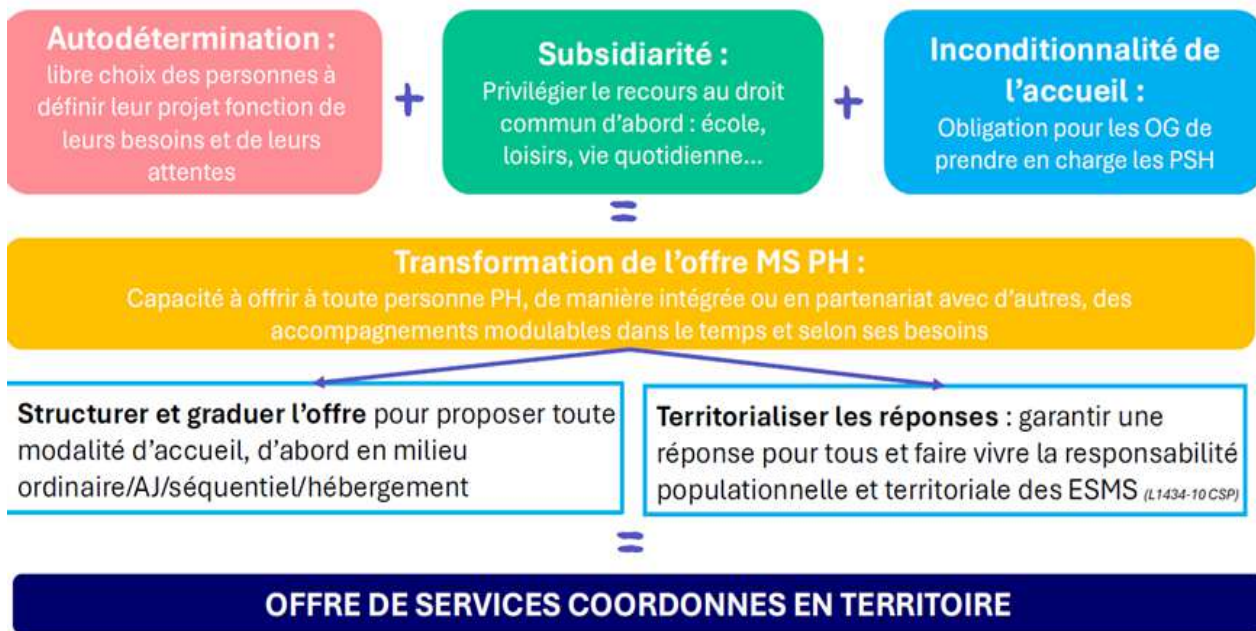 Autodétermination :
libre choix des personnes à
définir leur projet fonction de
leurs besoins et de leurs
attentes
+
Subsidiarité :
Privilégier le recours au droit
commun d'abord : école,
loisirs, vie quotidienne...
+
Inconditionnalité de
l'accueil :
Obligation pour les OG de
prendre en charge les PSH
=
Transformation de l'offre MS PH :
Capacité à offrir à toute personne PH, de manière intégrée ou en partenariat avec d'autres, des
accompagnements modulables dans le temps et selon ses besoins
Structurer et graduer l'offre pour proposer toute
modalité d'accueil, d'abord en milieu
ordinaire/AJ/séquentiel/hébergement
Territorialiser les réponses : garantir une
réponse pour tous et faire vivre la responsabilité
populationnelle et territoriale des ESMS (L1434-10 CSP)
=
OFFRE DE SERVICES COORDONNES EN TERRITOIRE